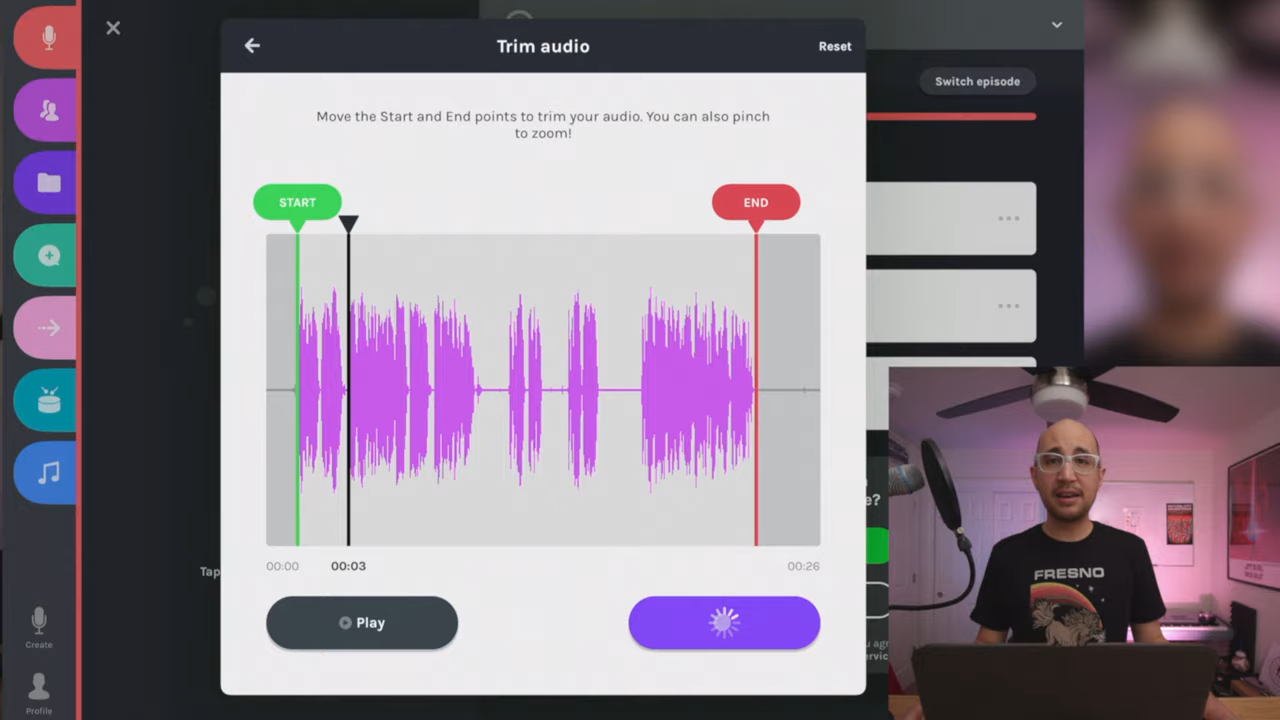 Trim audio
Reset
Switch episode
Move the Start and End points to trim your audio. You can also pinch
to zoom!
START
END
e?
00:00
00:03
00:26
Tap
Play
FRESNO
Create
Profile